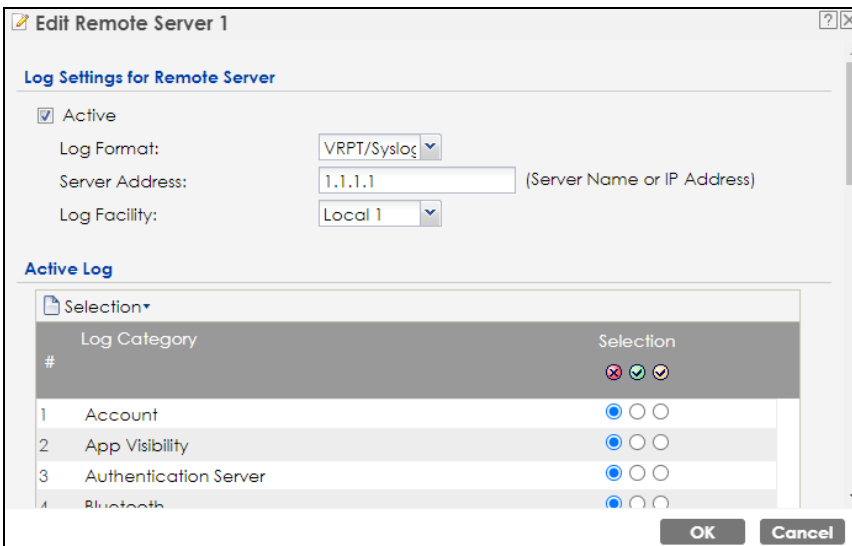 Edit Remote Server 1
Log Settings for Remote Server
Active
Log Format: VRPT/Syslog
Server Address: 1.1.1.1 (Server Name or IP Address)
Log Facility: Local 1
Active Log
Selection
# Log Category Selection
1 Account
2 App Visibility
3 Authentication Server
4 Bluetooth
OK Cancel